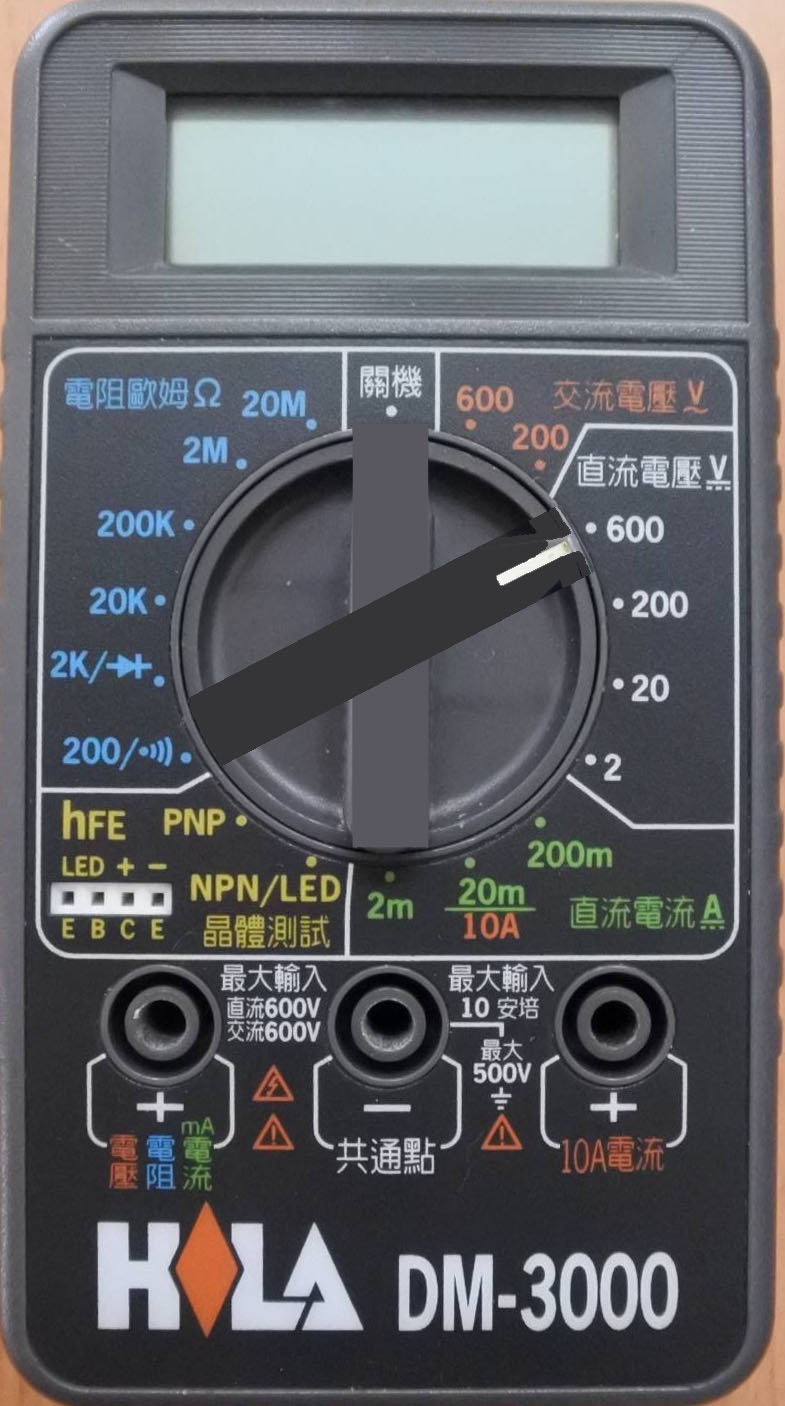 電阻歐姆Ω
20M
關機
600
交流電壓V
2M
200
直流電壓V
200K
600
20K
200
2K/
20
200/
2
hFE
PNP
200m
LED + −
NPN/LED
2m
20m
10A
直流電流A
E B C E
晶體測試
最大輸入
直流600V
交流600V
最大輸入
10 安培
最大
500V
+
電壓
電阻
mA
電流
−
共通點
+
10A電流
HOLA
DM-3000